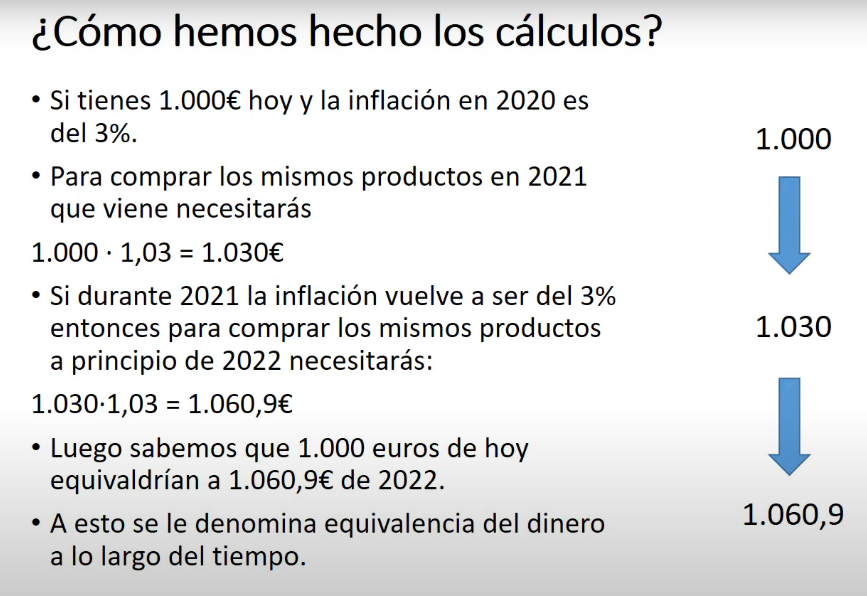 ¿Cómo hemos hecho los cálculos?
• Si tienes 1.000€ hoy y la inflación en 2020 es
del 3%.
• Para comprar los mismos productos en 2021
que viene necesitarás
1.000 · 1,03 = 1.030€
• Si durante 2021 la inflación vuelve a ser del 3%
entonces para comprar los mismos productos
a principio de 2022 necesitarás:
1.030·1,03 = 1.060,9€
• Luego sabemos que 1.000 euros de hoy
equivaldrían a 1.060,9€ de 2022.
• A esto se le denomina equivalencia del dinero
a lo largo del tiempo.
1.000
1.030
1.060,9